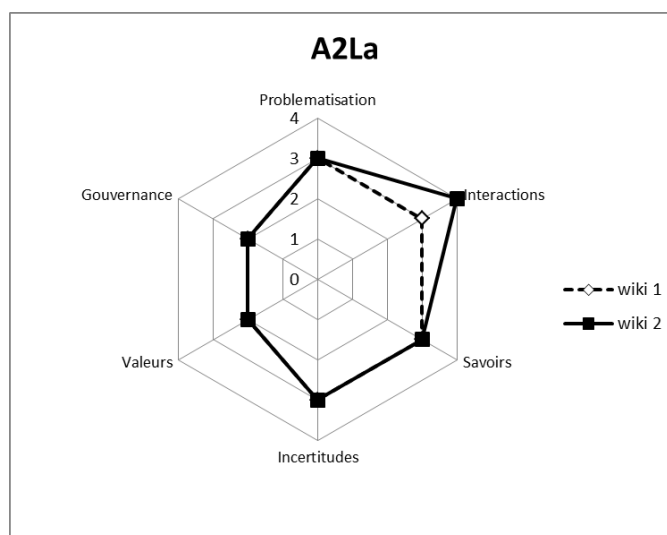 A2La
Problematisation
4
3
2
1
0
Interactions
Savoirs
Incertitudes
Valeurs
Gouvernance
wiki 1
wiki 2